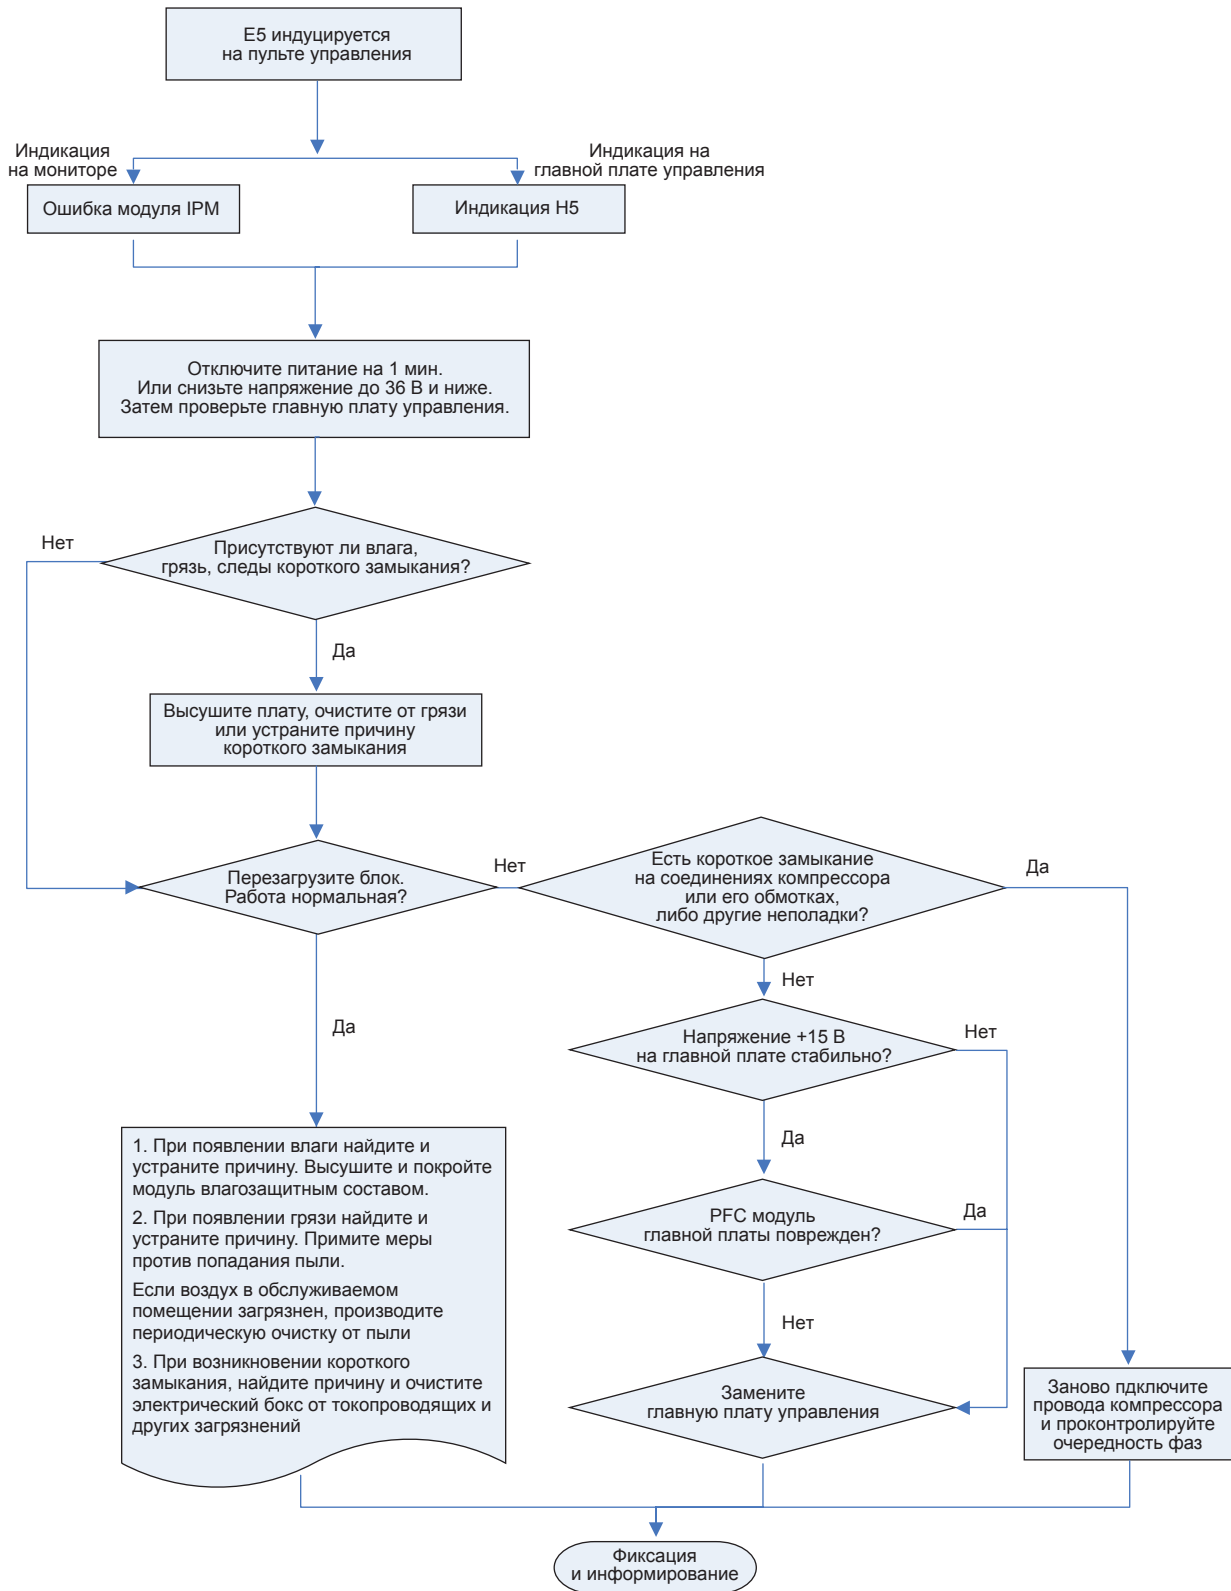 E5 индуцируется
на пульте управления
Индикация
на мониторе
Индикация на
главной плате управления
Ошибка модуля IPM
Индикация H5
Отключите питание на 1 мин.
Или снизьте напряжение до 36 В и ниже.
Затем проверьте главную плату управления.
Нет
Присутствуют ли влага,
грязь, следы короткого замыкания?
Да
Высушите плату, очистите от грязи
или устраните причину
короткого замыкания
Перезагрузите блок.
Работа нормальная?
Нет
Есть короткое замыкание
на соединениях компрессора
или его обмотках,
либо другие неполадки?
Да
Нет
Да
Напряжение +15 В
на главной плате стабильно?
Нет
Да
1. При появлении влаги найдите и
устраните причину. Высушите и покройте
модуль влагозащитным составом.
2. При появлении грязи найдите и
устраните причину. Примите меры
против попадания пыли.
Если воздух в обслуживаемом
помещении загрязнен, производите
периодическую очистку от пыли
3. При возникновении короткого
замыкания, найдите причину и очистите
электрический бокс от токопроводящих и
других загрязнений
PFC модуль
главной платы поврежден?
Да
Нет
Замените
главную плату управления
Заново пдключите
провода компрессора
и проконтролируйте
очередность фаз
Фиксация
и информирование